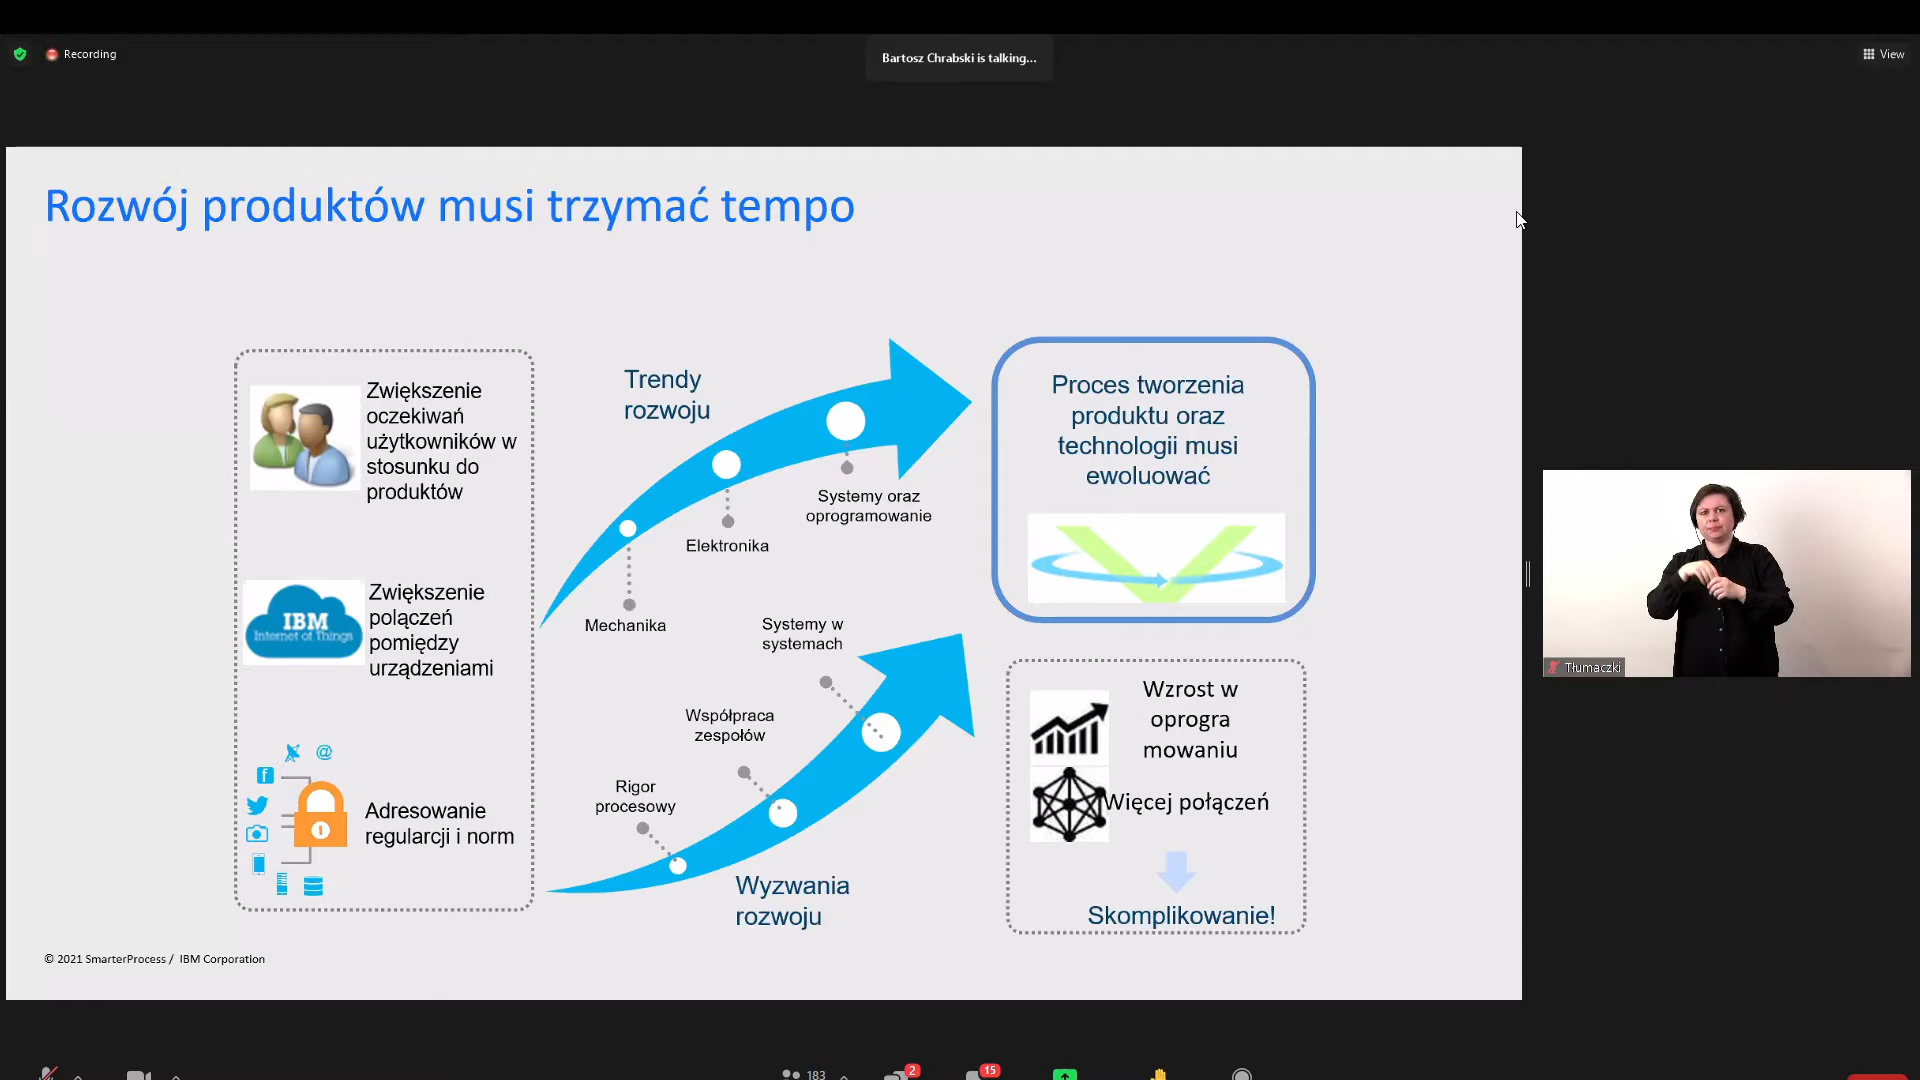 Recording
Bartosz Chrabski is talking...
View
Rozwój produktów musi trzymać tempo
Zwiększenie
oczekiwań
użytkowników w
stosunku do
produktów
Zwiększenie
połączeń
pomiędzy
urządzeniami
IBM
Internet of Things
Adresowanie
regularcji i norm
Trendy
rozwoju
Mechanika
Elektronika
Systemy oraz
oprogramowanie
Systemy w
systemach
Współpraca
zespołów
Rigor
procesowy
Wyzwania
rozwoju
Proces tworzenia
produktu oraz
technologii musi
ewoluować
Wzrost w
oprogra
mowaniu
Więcej połączeń
Skomplikowanie!
© 2021 SmarterProcess / IBM Corporation
Tłumaczki
183
2
15